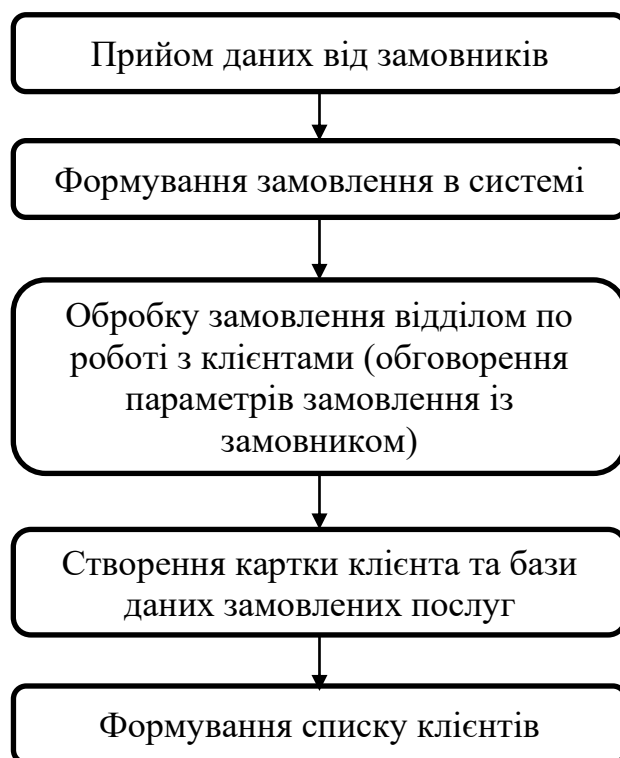 Прийом даних від замовників
Формування замовлення в системі
Обробку замовлення відділом по
роботі з клієнтами (обговорення
параметрів замовлення із
замовником)
Створення картки клієнта та бази
даних замовлених послуг
Формування списку клієнтів